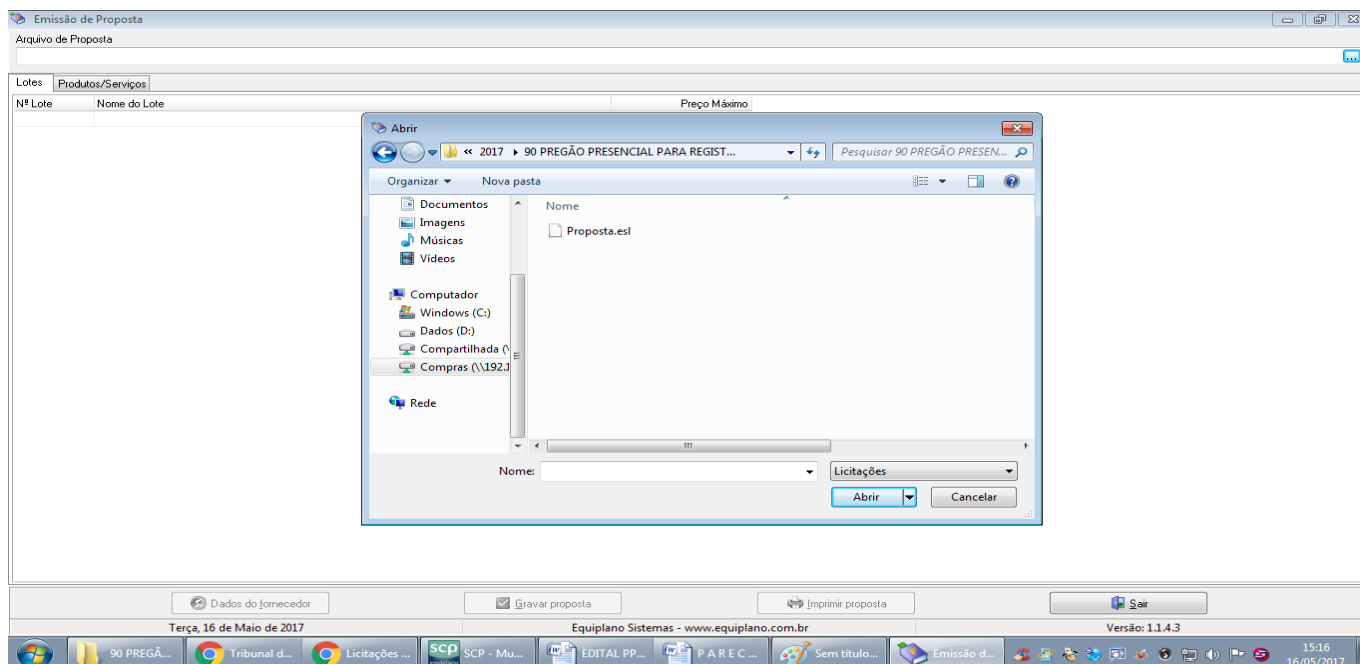 Emissão de Proposta
Arquivo de Proposta
...
Lotes Produtos/Serviços
Nº Lote Nome do Lote Preço Máximo
Abrir
« 2017 ▸ 90 PREGÃO PRESENCIAL PARA REGIST... Pesquisar 90 PREGÃO PRESEN...
Organizar Nova pasta
Documentos Nome
Imagens Proposta.esl
Músicas
Vídeos
Computador
Windows (C:)
Dados (D:)
Compartilhada (\
Compras (\\192.1
Rede
Nome: Licitações
Abrir Cancelar
Dados do fornecedor Gravar proposta Imprimir proposta Sair
Terça, 16 de Maio de 2017 Equiplano Sistemas - www.equiplano.com.br Versão: 1.1.4.3
90 PREGÃ... Tribunal d... Licitações ... SCP SCP - Mu... EDITAL PP... P A R E C ... Sem título... Emissão d... 15:16
16/05/2017